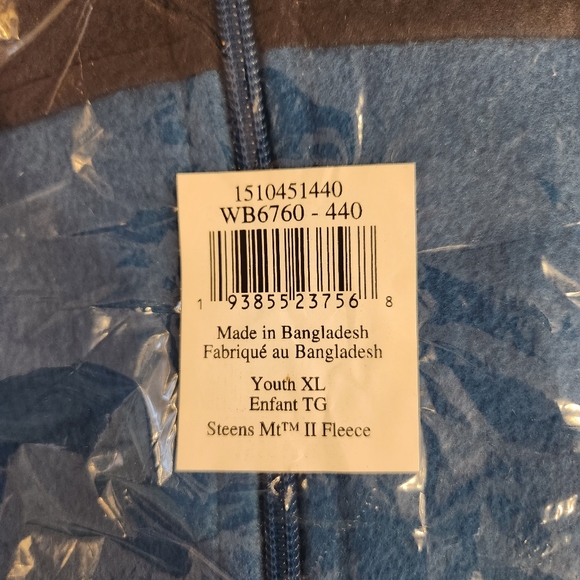 1510451440
WB6760 - 440
1 93855 23756 8
Made in Bangladesh
Fabriqué au Bangladesh
Youth XL
Enfant TG
Steens Mt™ II Fleece